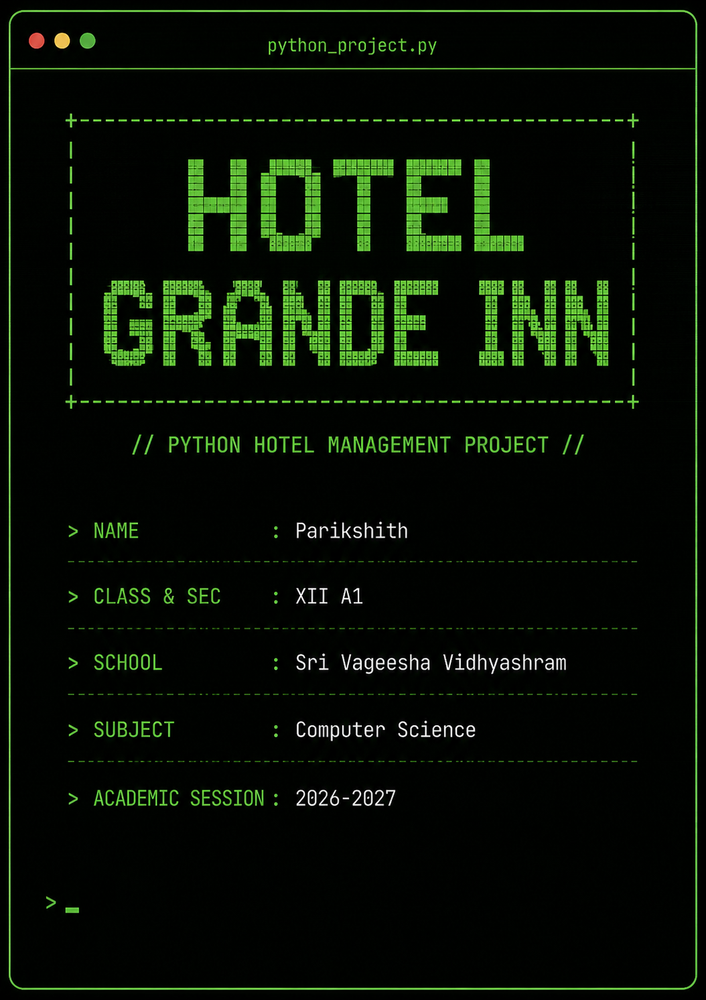 python_project.py
HOTEL
GRANDE INN
// PYTHON HOTEL MANAGEMENT PROJECT //
> NAME : Parikshith
> CLASS & SEC : XII A1
> SCHOOL : Sri Vageesha Vidhyashram
> SUBJECT : Computer Science
> ACADEMIC SESSION : 2026-2027
>_